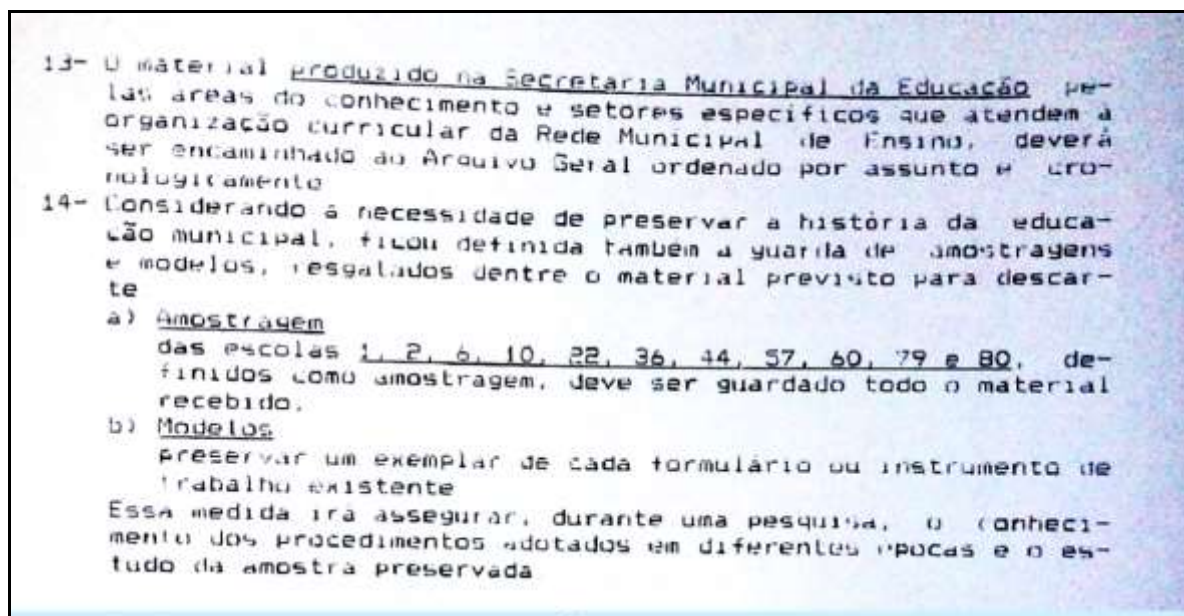 13- O material produzido na Secretaria Municipal da Educação pe-
las áreas do conhecimento e setores específicos que atendem à
organização curricular da Rede Municipal de Ensino, deverá
ser encaminhado ao Arquivo Geral ordenado por assunto e cro-
nologicamento
14- Considerando à necessidade de preservar a história da educa-
ção municipal, ficou definida também a guarda de amostragens
e modelos, resgatados dentre o material previsto para descar-
te
a) Amostragem
das escolas 1, 2, 6, 10, 22, 36, 44, 57, 60, 79 e 80, de-
finidos como amostragem, deve ser guardado todo o material
recebido.
b) Modelos
preservar um exemplar de cada formulário ou instrumento de
trabalho existente
Essa medida irá assegurar, durante uma pesquisa, o conheci-
mento dos procedimentos adotados em diferentes épocas e o es-
tudo da amostra preservada